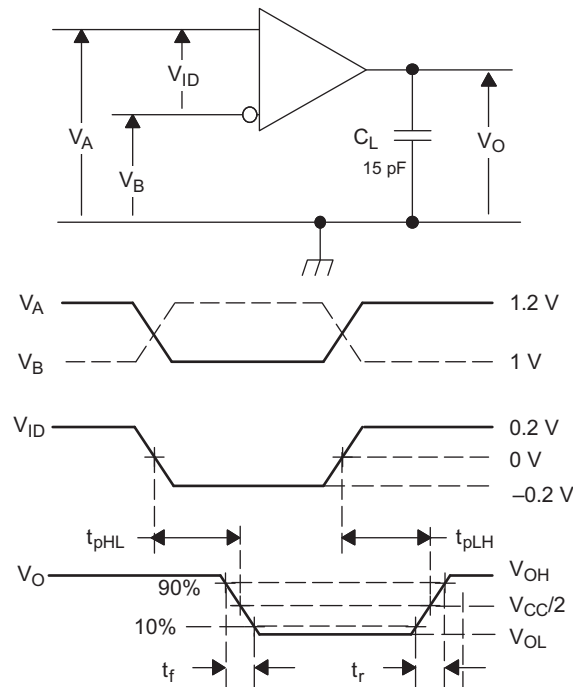 V_ID
V_A
V_B
C_L
15 pF
V_O
V_A
1.2 V
V_B
1 V
V_ID
0.2 V
0 V
–0.2 V
t_pHL
t_pLH
V_O
V_OH
90%
V_CC/2
10%
V_OL
t_f
t_r